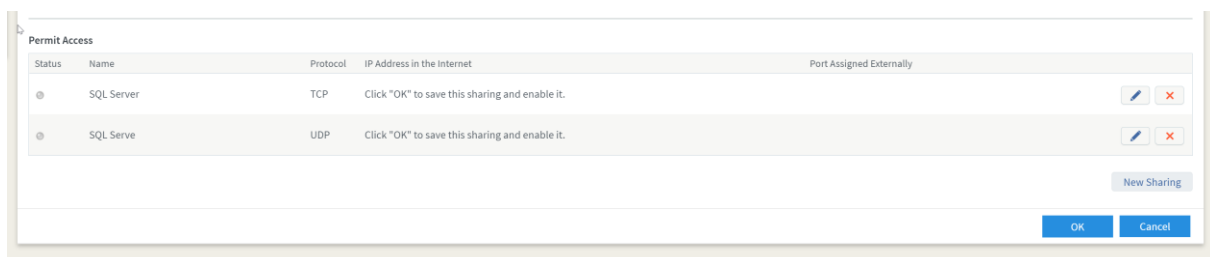 Permit Access
Status Name Protocol IP Address in the Internet Port Assigned Externally
SQL Server TCP Click "OK" to save this sharing and enable it.
SQL Serve UDP Click "OK" to save this sharing and enable it.
New Sharing
OK Cancel